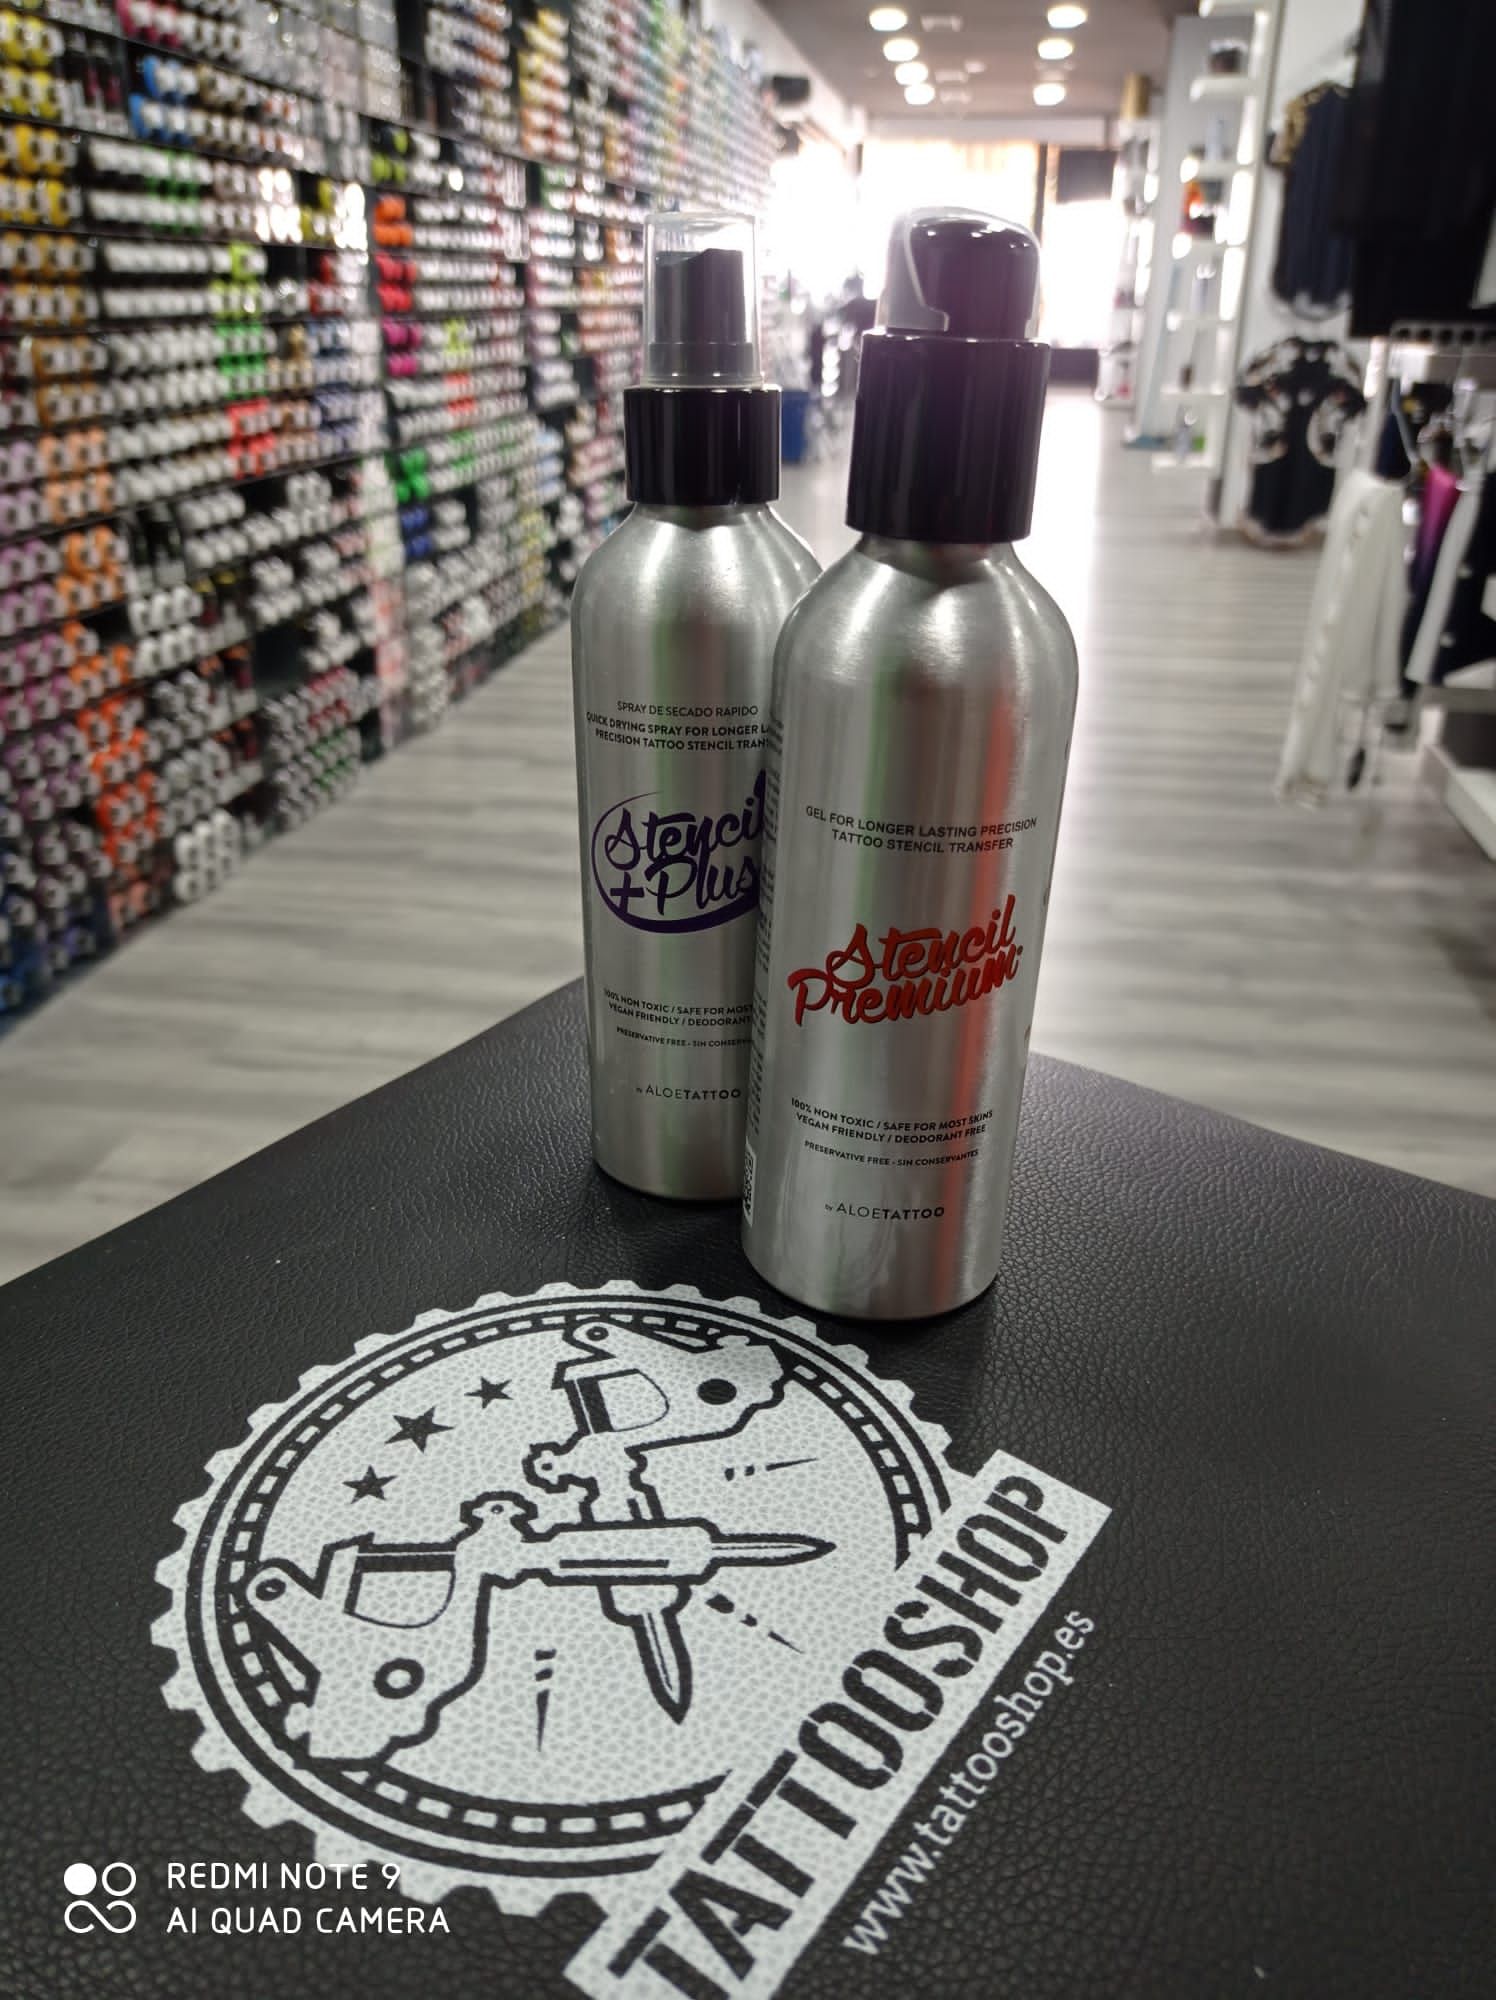 SPRAY DE SECADO RAPIDO
QUICK DRYING SPRAY FOR LONGER
PRECISION TATTOO STENCIL
Stencil
+Plus
100% NON TOXIC / SAFE FOR MOST
VEGAN FRIENDLY / DEODORANT
PRESERVATIVE FREE - SIN
by ALOETATTOO
GEL FOR LONGER LASTING PRECISION
TATTOO STENCIL TRANSFER
Stencil
Premium
100% NON TOXIC / SAFE FOR MOST SKINS
VEGAN FRIENDLY / DEODORANT FREE
PRESERVATIVE FREE - SIN CONSERVANTES
by ALOETATTOO
TATTOOSHOP
www.tattooshop.es
REDMI NOTE 9
AI QUAD CAMERA